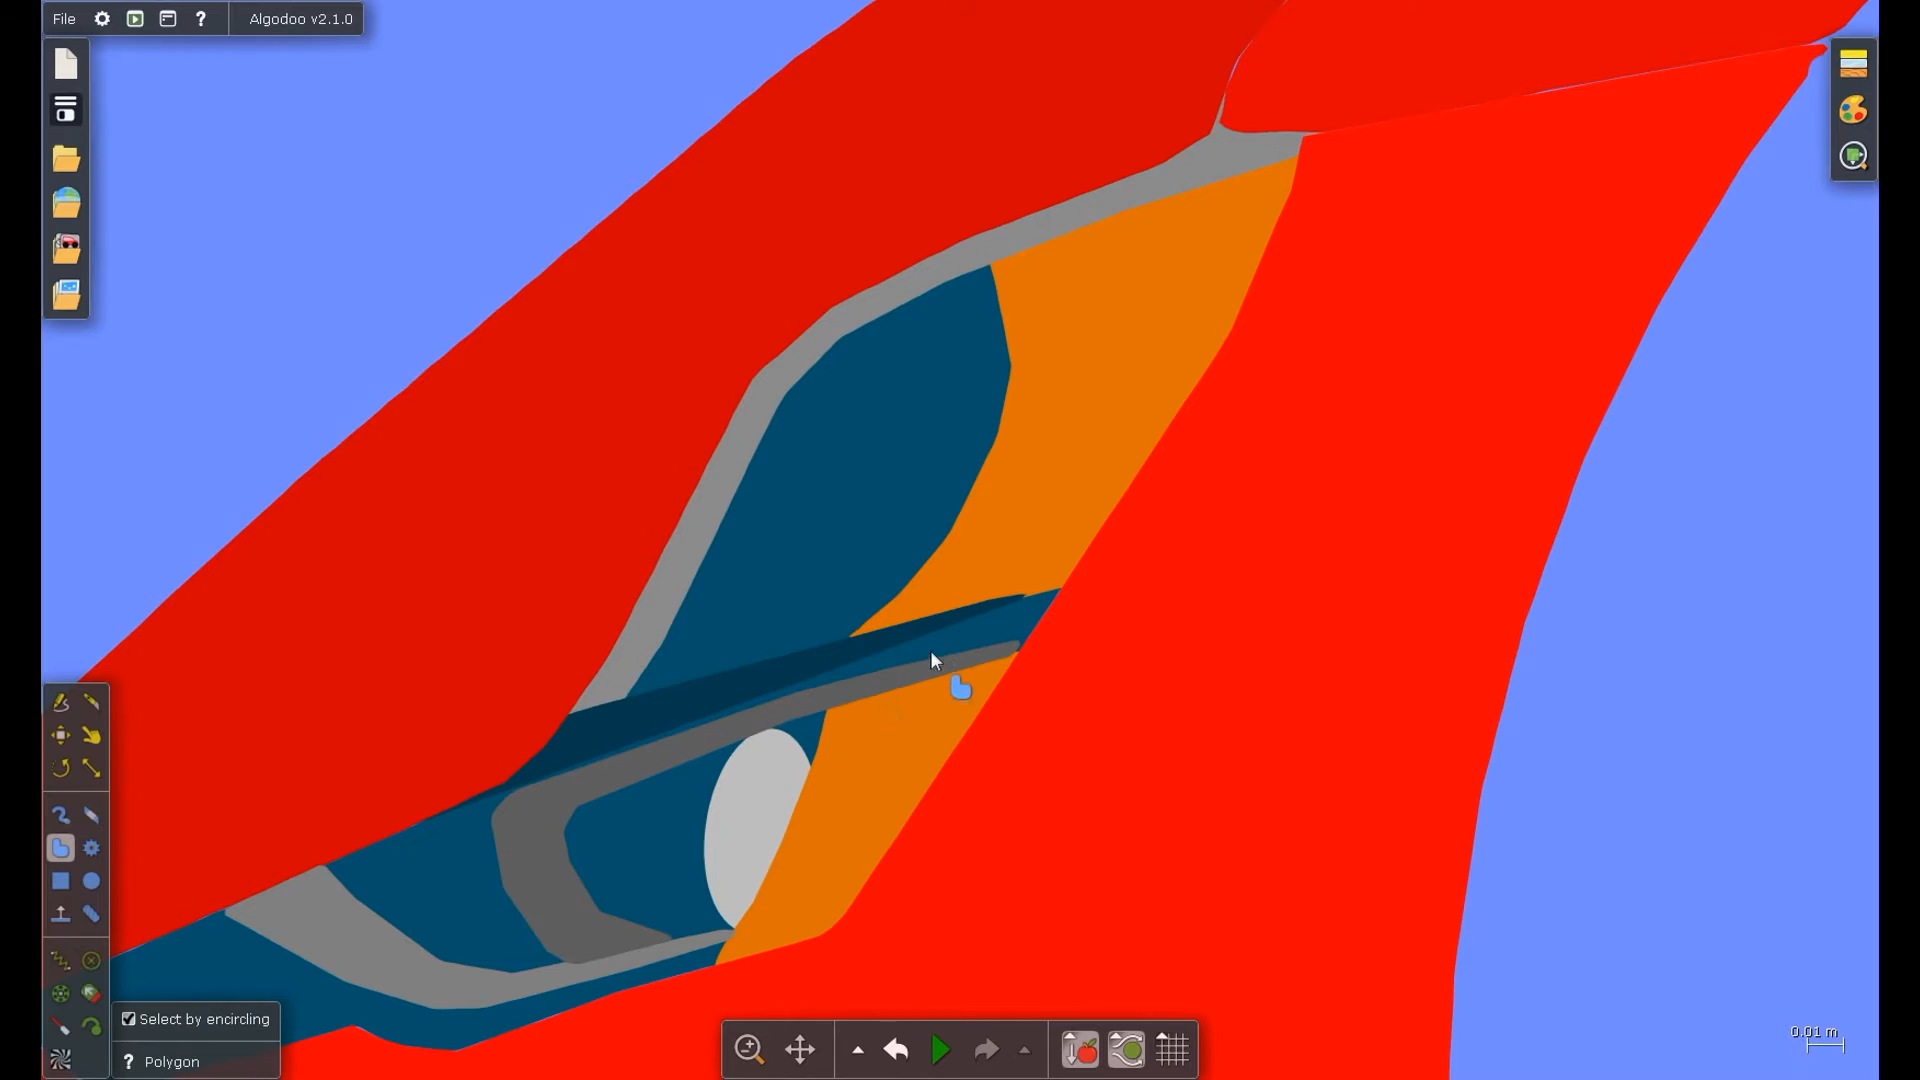 File ? Algodoo v2.1.0
Select by encircling
? Polygon
0.01 m